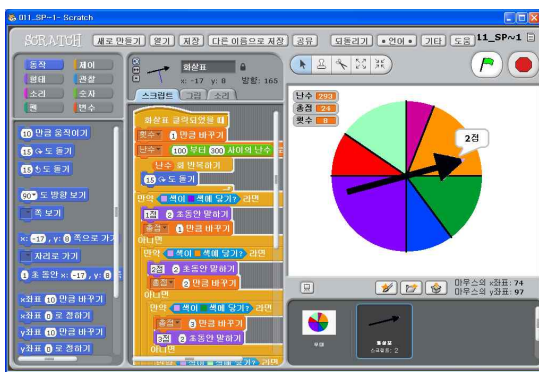 011_SP~1- Scratch
SCRATCH 새로 만들기 열기 저장 다른 이름으로 저장 공유 되돌리기 언어 기타 도움 11_SP~1
동작 제어
형태 관찰
소리 숫자
펜 변수
10 만큼 움직이기
15 도 돌기
15 도 돌기
90 도 방향 보기
쪽 보기
x: -17 , y: 8 쪽으로 가기
자리로 가기
1 초 동안 x: -17 , y: 8
x좌표 10 만큼 바꾸기
x좌표 0 로 정하기
y좌표 10 만큼 바꾸기
y좌표 0 로 정하기
화살표
x: -17 y: 8 방향: 165
스크립트 그림 소리
화살표 클릭되었을 때
횟수 1 만큼 바꾸기
난수 100 부터 300 사이의 난수
난수 회 반복하기
15 도 돌기
만약 색이 색에 닿기? 라면
1점 2 초동안 말하기
총점 1 만큼 바꾸기
아니면
만약 색이 색에 닿기? 라면
2점 2 초동안 말하기
총점 2 만큼 바꾸기
아니면
만약 색이 색에 닿기? 라면
총점 3 만큼 바꾸기
3점 2 초동안 말하기
아니면
난수 293
총점 24
횟수 8
2점
마우스의 x좌표: 74
마우스의 y좌표: 97
무대
화살표
스크립트: 2